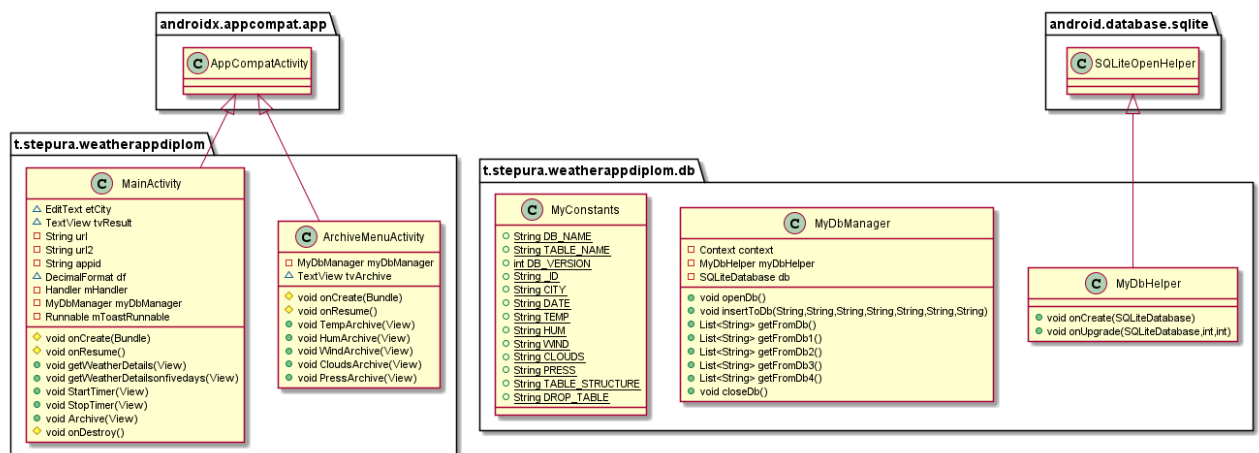 androidx.appcompat.app
C AppCompatActivity
android.database.sqlite
C SQLiteOpenHelper
t.stepura.weatherappdiplom
C MainActivity
EditText etCity
TextView tvResult
String url
String url2
String appid
DecimalFormat df
Handler mHandler
MyDbManager myDbManager
Runnable mToastRunnable
void onCreate(Bundle)
void onResume()
void getWeatherDetails(View)
void getWeatherDetailsonfivedays(View)
void StartTimer(View)
void StopTimer(View)
void Archive(View)
void onDestroy()
C ArchiveMenuActivity
MyDbManager myDbManager
TextView tvArchive
void onCreate(Bundle)
void onResume()
void TempArchive(View)
void HumArchive(View)
void WindArchive(View)
void CloudsArchive(View)
void PressArchive(View)
t.stepura.weatherappdiplom.db
C MyConstants
String DB_NAME
String TABLE_NAME
int DB_VERSION
String _ID
String CITY
String DATE
String TEMP
String HUM
String WIND
String CLOUDS
String PRESS
String TABLE_STRUCTURE
String DROP_TABLE
C MyDbManager
Context context
MyDbHelper myDbHelper
SQLiteDatabase db
void openDb()
void insertToDb(String,String,String,String,String,String,String)
List<String> getFromDb()
List<String> getFromDb1()
List<String> getFromDb2()
List<String> getFromDb3()
List<String> getFromDb4()
void closeDb()
C MyDbHelper
void onCreate(SQLiteDatabase)
void onUpgrade(SQLiteDatabase,int,int)